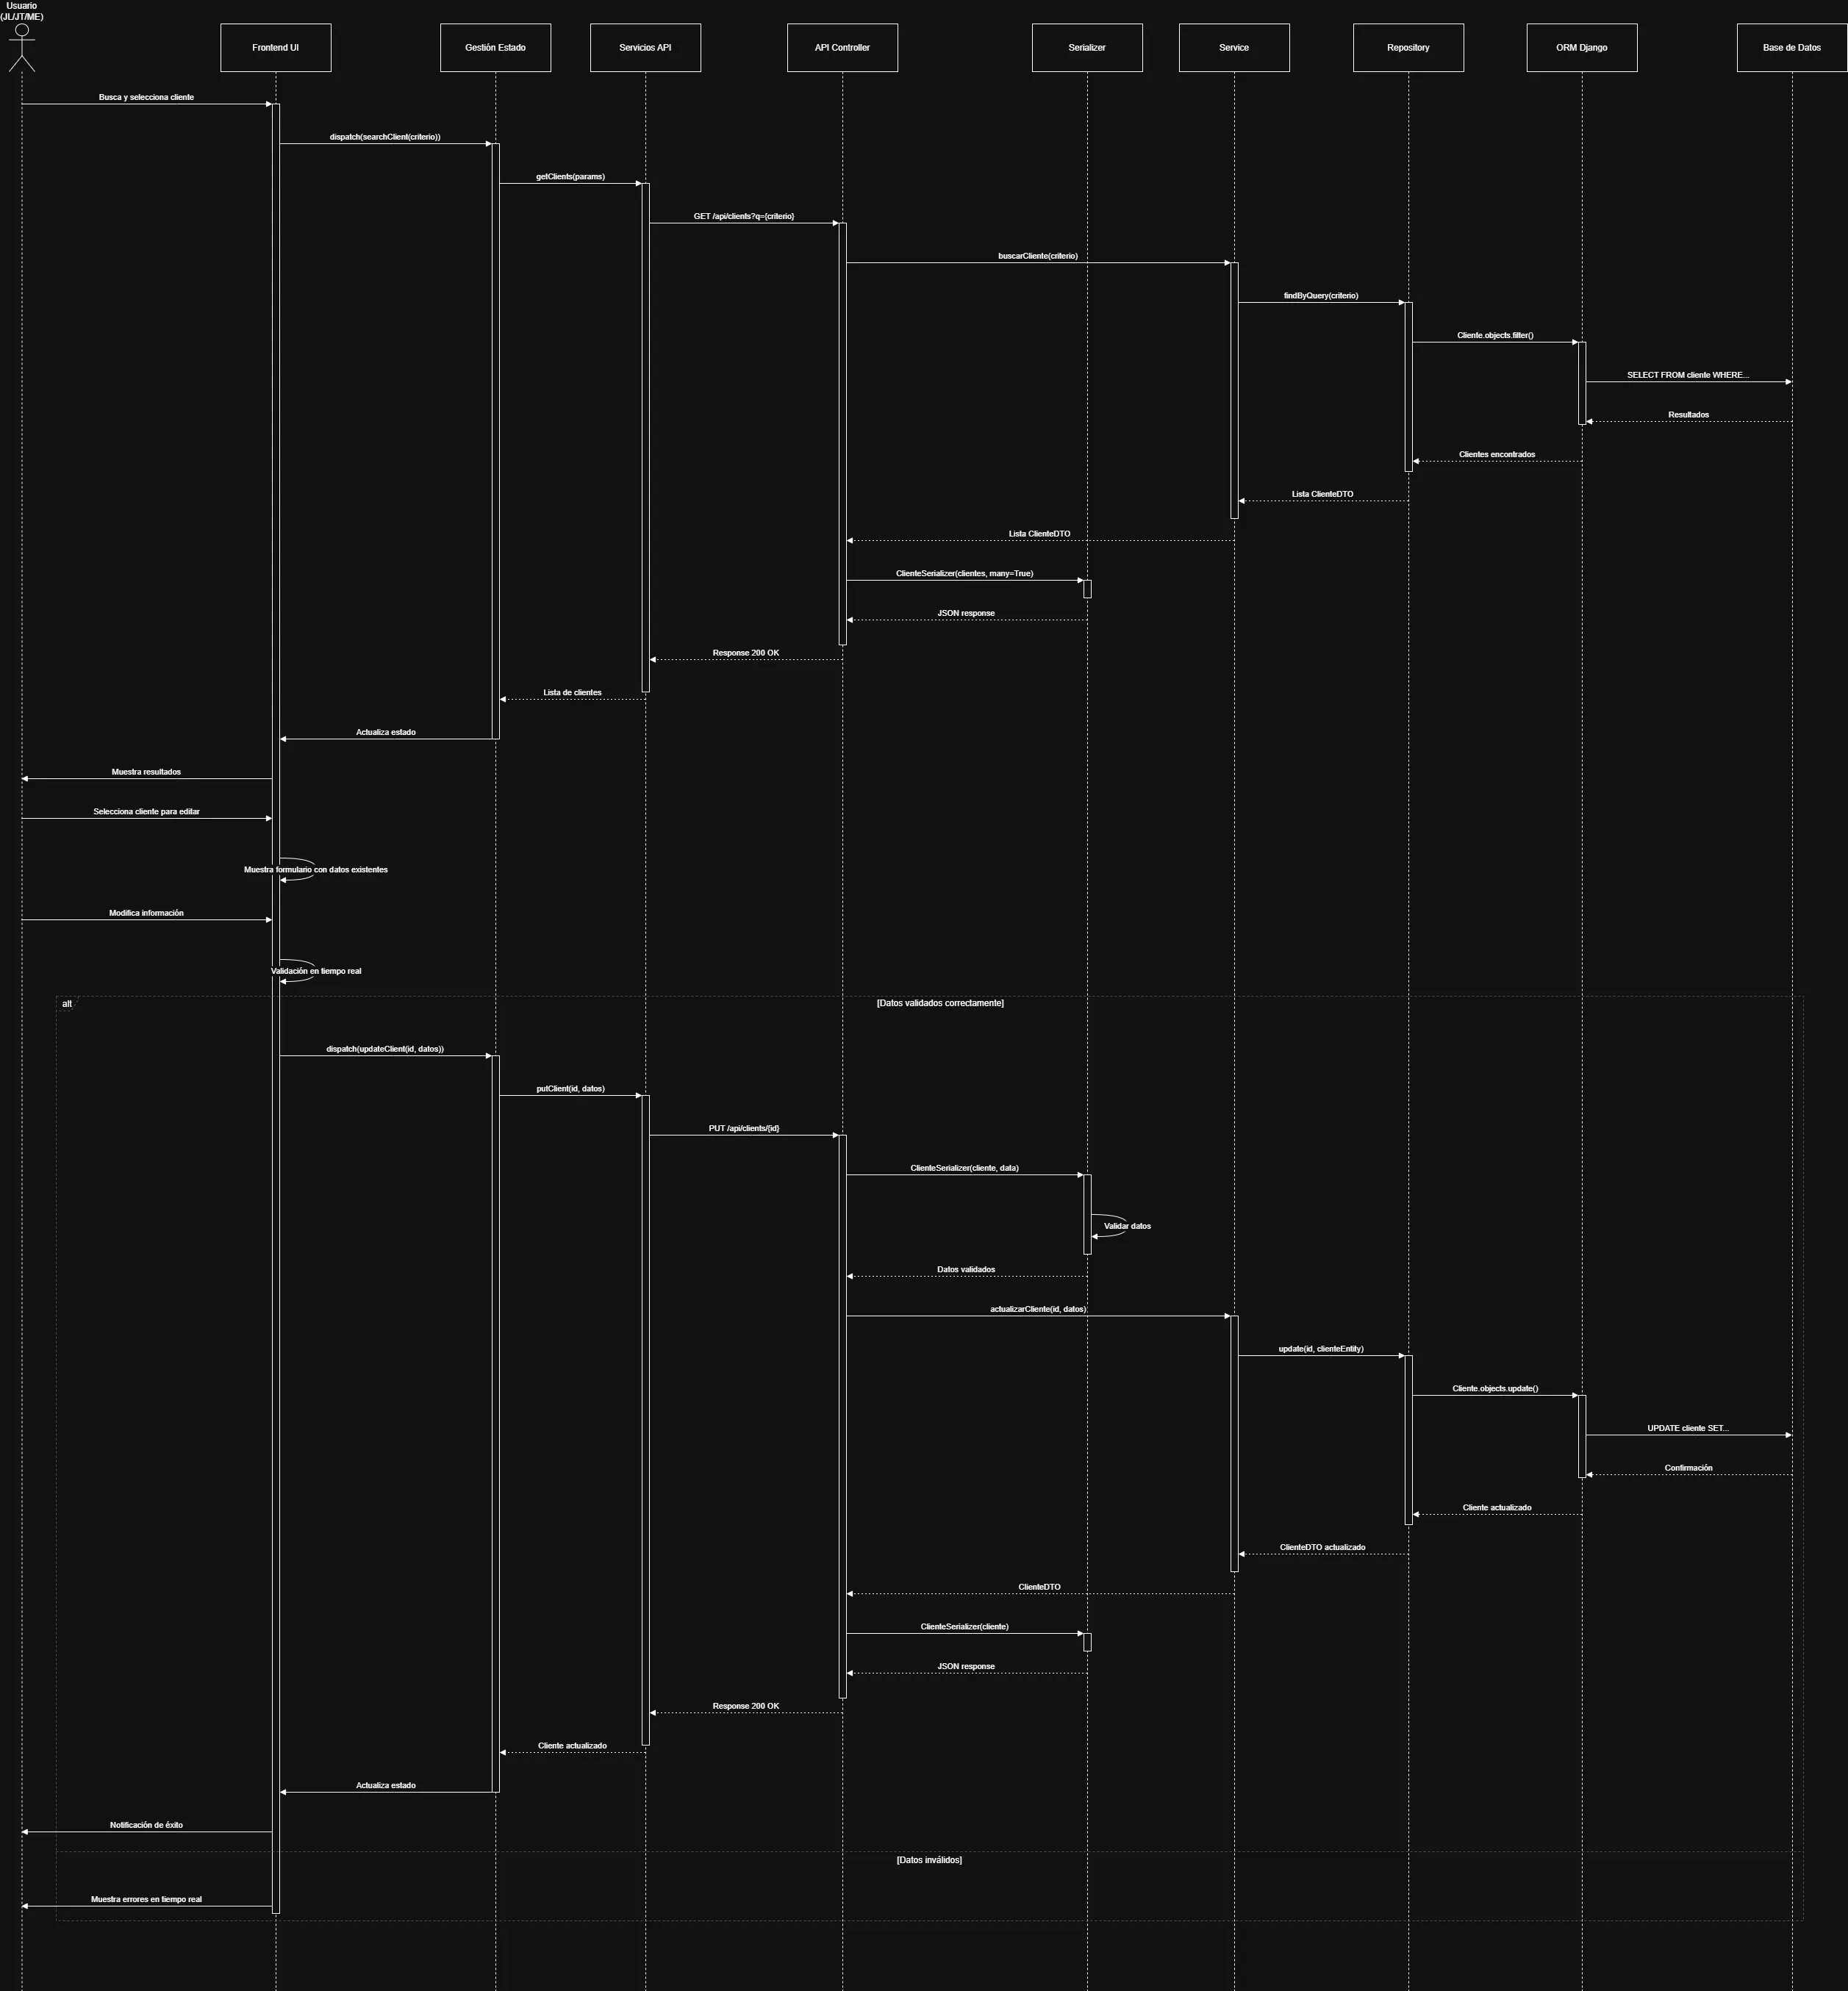 Usuario
(JL/JT/ME)
Frontend UI
Gestión Estado
Servicios API
API Controller
Serializer
Service
Repository
ORM Django
Base de Datos
Busca y selecciona cliente
dispatch(searchClient(criterio))
getClients(params)
GET /api/clients?q={criterio}
buscarCliente(criterio)
findByQuery(criterio)
Cliente.objects.filter()
SELECT FROM cliente WHERE...
Resultados
Clientes encontrados
Lista ClienteDTO
Lista ClienteDTO
ClienteSerializer(clientes, many=True)
JSON response
Response 200 OK
Lista de clientes
Actualiza estado
Muestra resultados
Selecciona cliente para editar
Muestra formulario con datos existentes
Modifica información
Validación en tiempo real
alt
[Datos validados correctamente]
dispatch(updateClient(id, datos))
putClient(id, datos)
PUT /api/clients/{id}
ClienteSerializer(cliente, data)
Validar datos
Datos validados
actualizarCliente(id, datos)
update(id, clienteEntity)
Cliente.objects.update()
UPDATE cliente SET...
Confirmación
Cliente actualizado
ClienteDTO actualizado
ClienteDTO
ClienteSerializer(cliente)
JSON response
Response 200 OK
Cliente actualizado
Actualiza estado
Notificación de éxito
[Datos inválidos]
Muestra errores en tiempo real